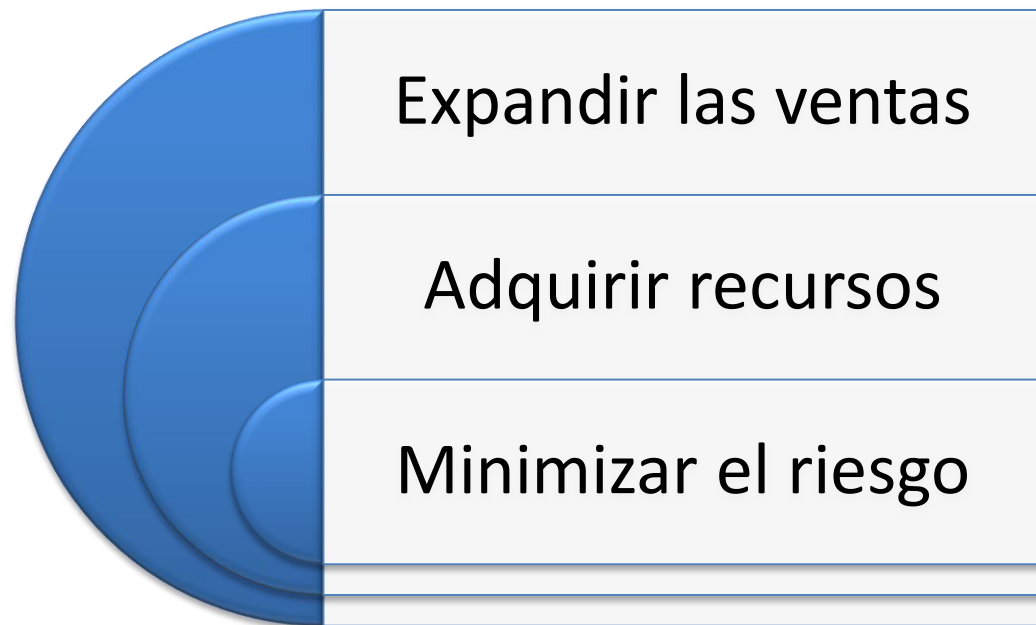 Expandir las ventas
Adquirir recursos
Minimizar el riesgo